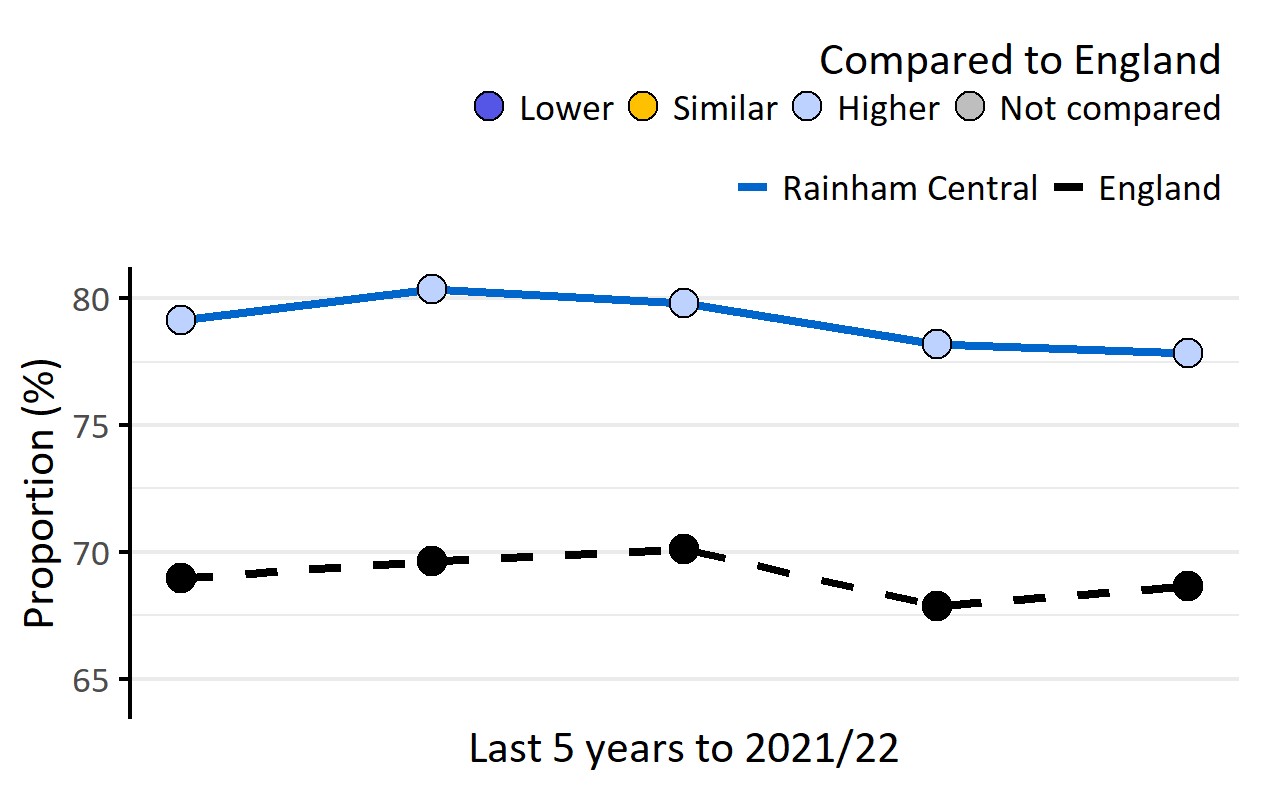 Compared to England
Lower Similar Higher Not compared
Rainham Central England
Proportion (%)
80
75
70
65
Last 5 years to 2021/22